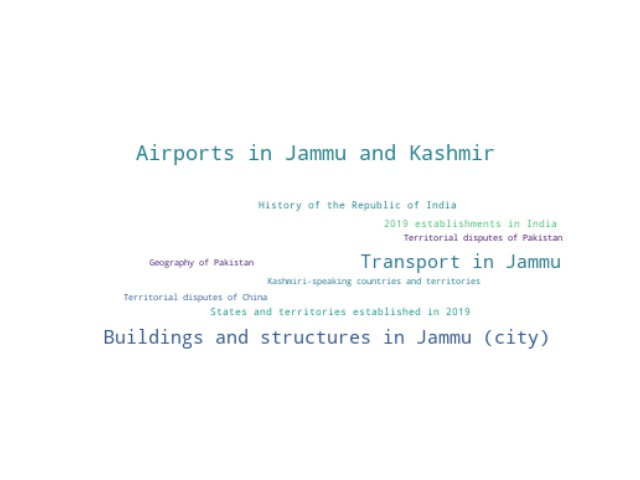 Airports in Jammu and Kashmir
History of the Republic of India
2019 establishments in India
Territorial disputes of Pakistan
Geography of Pakistan
Transport in Jammu
Kashmiri-speaking countries and territories
Territorial disputes of China
States and territories established in 2019
Buildings and structures in Jammu (city)